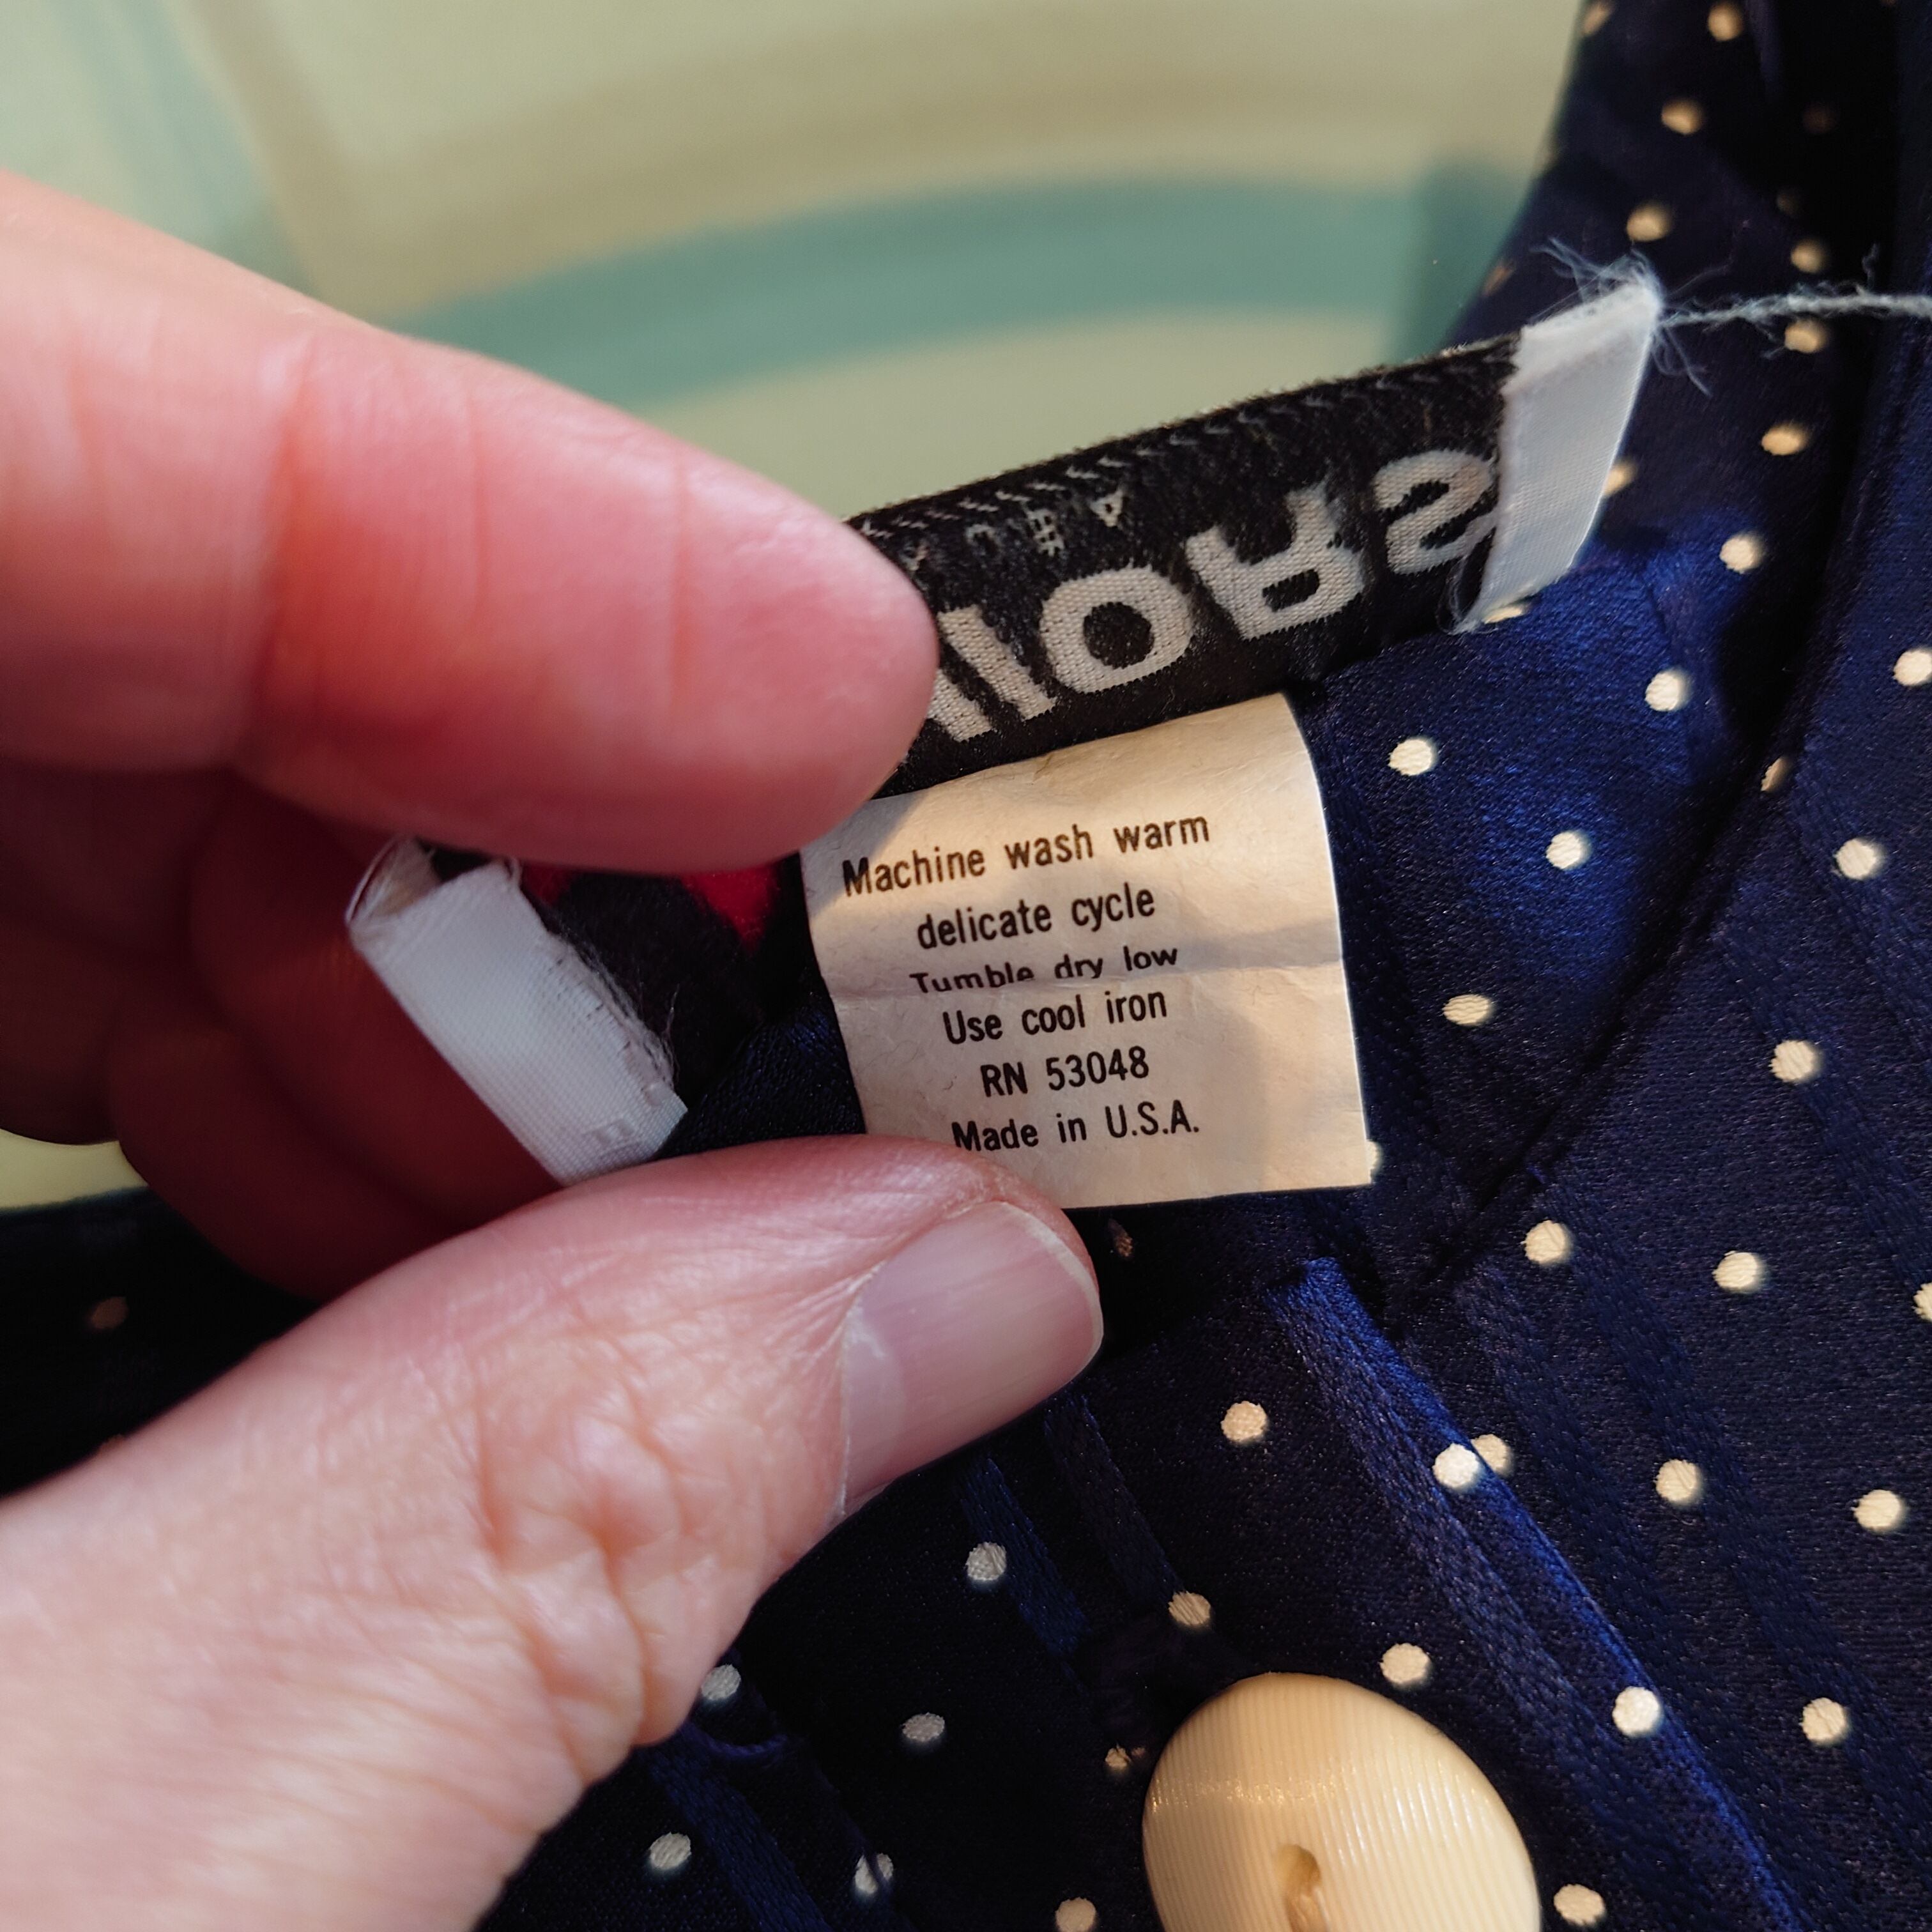 Machine wash warm
delicate cycle
Tumble dry low
Use cool iron
RN 53048
Made in U.S.A.